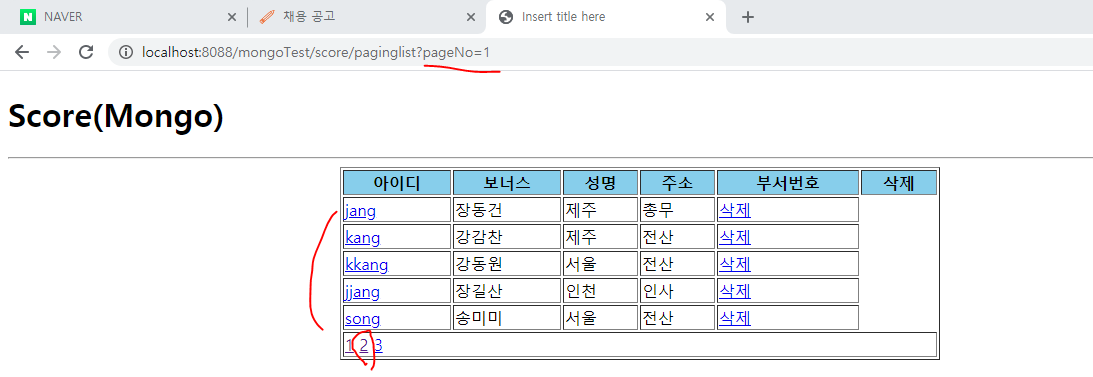 NAVER 채용 공고 Insert title here
localhost:8088/mongoTest/score/paginglist?pageNo=1
Score(Mongo)
아이디 보너스 성명 주소 부서번호 삭제
jang 장동건 제주 총무 삭제
kang 강감찬 제주 전산 삭제
kkang 강동원 서울 전산 삭제
jjang 장길산 인천 인사 삭제
song 송미미 서울 전산 삭제
1 2 3